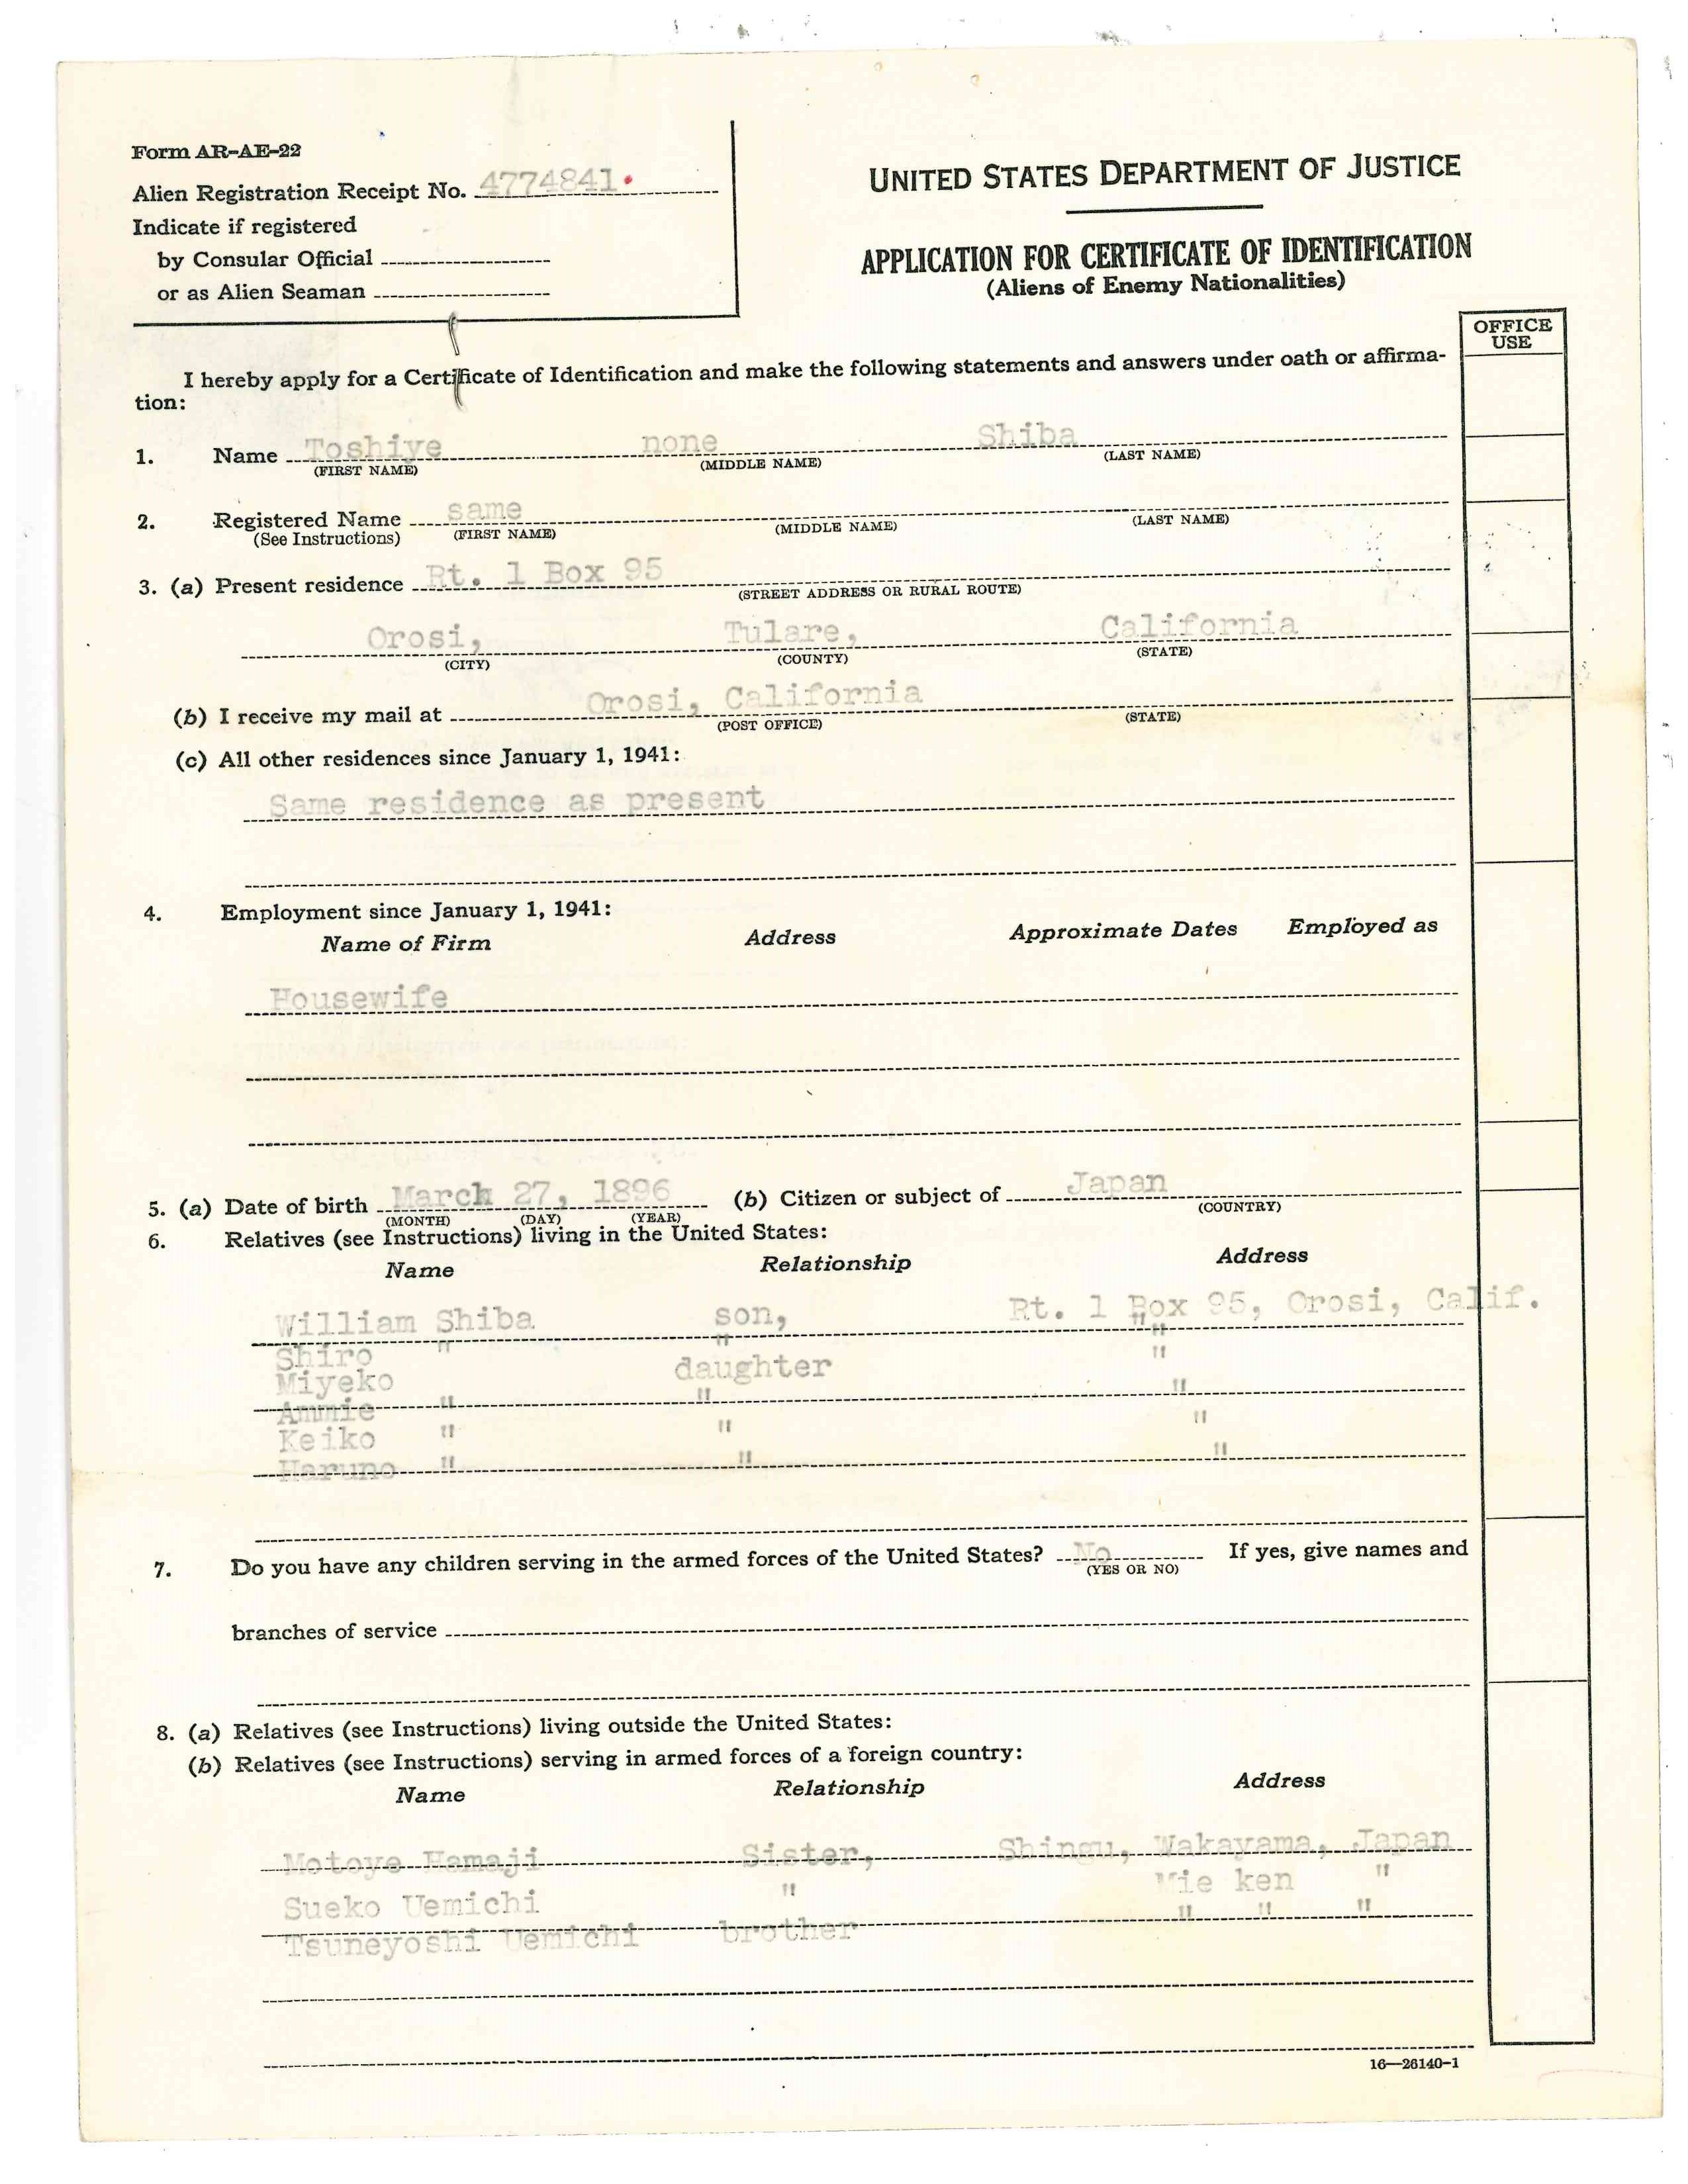 Form AR-AE-22
Alien Registration Receipt No. 4774841
Indicate if registered
by Consular Official
or as Alien Seaman
UNITED STATES DEPARTMENT OF JUSTICE
APPLICATION FOR CERTIFICATE OF IDENTIFICATION
(Aliens of Enemy Nationalities)
OFFICE
USE
I hereby apply for a Certificate of Identification and make the following statements and answers under oath or affirma-
tion:
1. Name Toshiye none Shiba
(FIRST NAME) (MIDDLE NAME) (LAST NAME)
2. Registered Name same
(See Instructions) (FIRST NAME) (MIDDLE NAME) (LAST NAME)
3. (a) Present residence Rt. 1 Box 95
(STREET ADDRESS OR RURAL ROUTE)
Orosi, Tulare, California
(CITY) (COUNTY) (STATE)
(b) I receive my mail at Orosi, California
(POST OFFICE) (STATE)
(c) All other residences since January 1, 1941:
Same residence as present
4. Employment since January 1, 1941:
Name of Firm Address Approximate Dates Employed as
Housewife
5. (a) Date of birth March 27, 1896 (b) Citizen or subject of Japan
(MONTH) (DAY) (YEAR) (COUNTRY)
6. Relatives (see Instructions) living in the United States:
Name Relationship Address
William Shiba son, Rt. 1 Box 95, Orosi, Calif.
Shiro " " " "
Miyeko daughter "
Ammie " " "
Keiko " " "
Haruno " " "
7. Do you have any children serving in the armed forces of the United States? No If yes, give names and
(YES OR NO)
branches of service
8. (a) Relatives (see Instructions) living outside the United States:
(b) Relatives (see Instructions) serving in armed forces of a foreign country:
Name Relationship Address
Motoye Hamaji Sister, Shingu, Wakayama, Japan
Sueko Uemichi " Mie ken "
Tsuneyoshi Uemichi brother " " "
16—26140-1